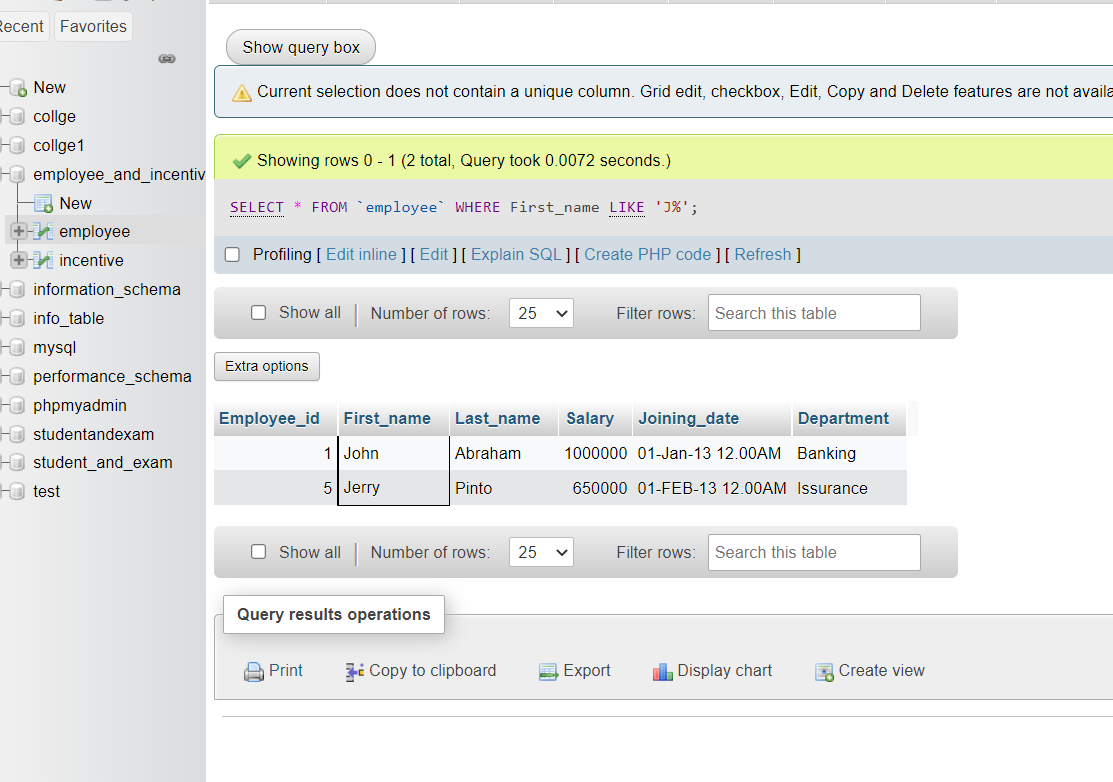 Recent Favorites
New
collge
collge1
employee_and_incentiv
New
employee
incentive
information_schema
info_table
mysql
performance_schema
phpmyadmin
studentandexam
student_and_exam
test
Show query box
Current selection does not contain a unique column. Grid edit, checkbox, Edit, Copy and Delete features are not availa
Showing rows 0 - 1 (2 total, Query took 0.0072 seconds.)
SELECT * FROM `employee` WHERE First_name LIKE 'J%';
Profiling [ Edit inline ] [ Edit ] [ Explain SQL ] [ Create PHP code ] [ Refresh ]
Show all | Number of rows: 25 Filter rows: Search this table
Extra options
Employee_id First_name Last_name Salary Joining_date Department
1 John Abraham 1000000 01-Jan-13 12.00AM Banking
5 Jerry Pinto 650000 01-FEB-13 12.00AM Issurance
Show all | Number of rows: 25 Filter rows: Search this table
Query results operations
Print Copy to clipboard Export Display chart Create view